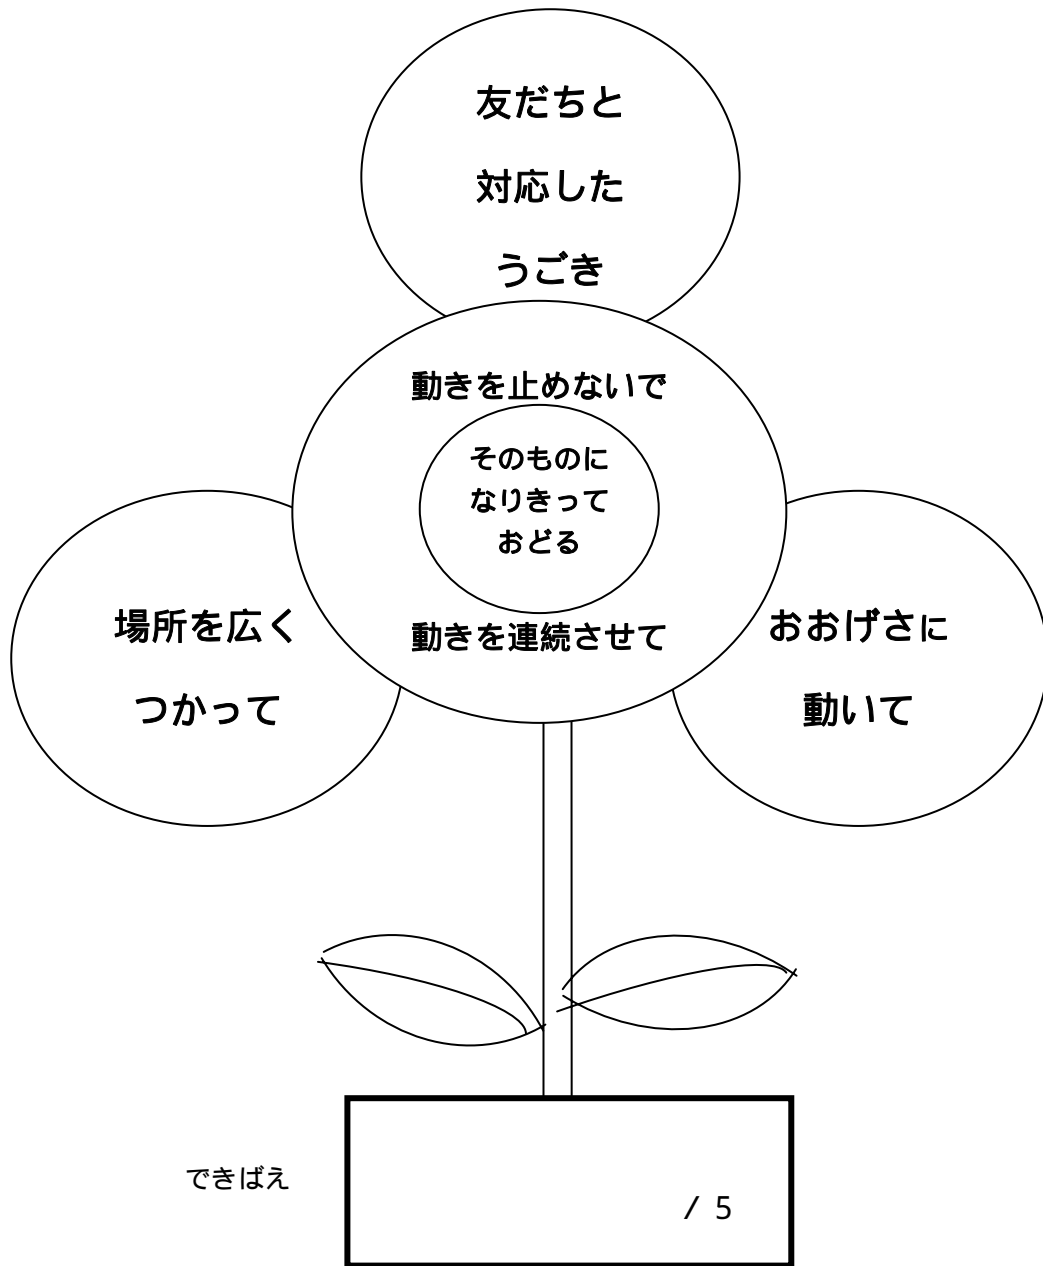 友だちと
対応した
うごき
動きを止めないで
そのものに
なりきって
おどる
動きを連続させて
場所を広く
つかって
おおげさに
動いて
できばえ
/ 5